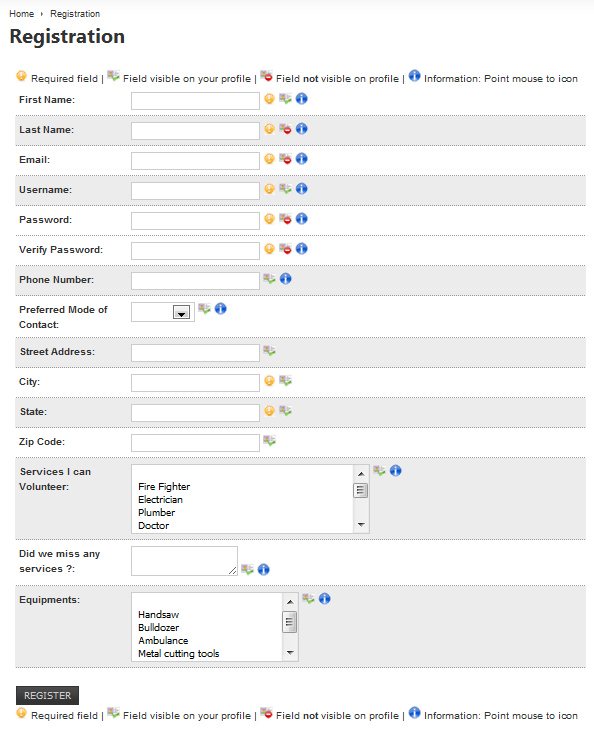 Home › Registration
Registration
Required field | Field visible on your profile | Field not visible on profile | Information: Point mouse to icon
First Name:
Last Name:
Email:
Username:
Password:
Verify Password:
Phone Number:
Preferred Mode of
Contact:
Street Address:
City:
State:
Zip Code:
Services I can
Volunteer:
Fire Fighter
Electrician
Plumber
Doctor
Did we miss any
services ?:
Equipments:
Handsaw
Bulldozer
Ambulance
Metal cutting tools
REGISTER
Required field | Field visible on your profile | Field not visible on profile | Information: Point mouse to icon